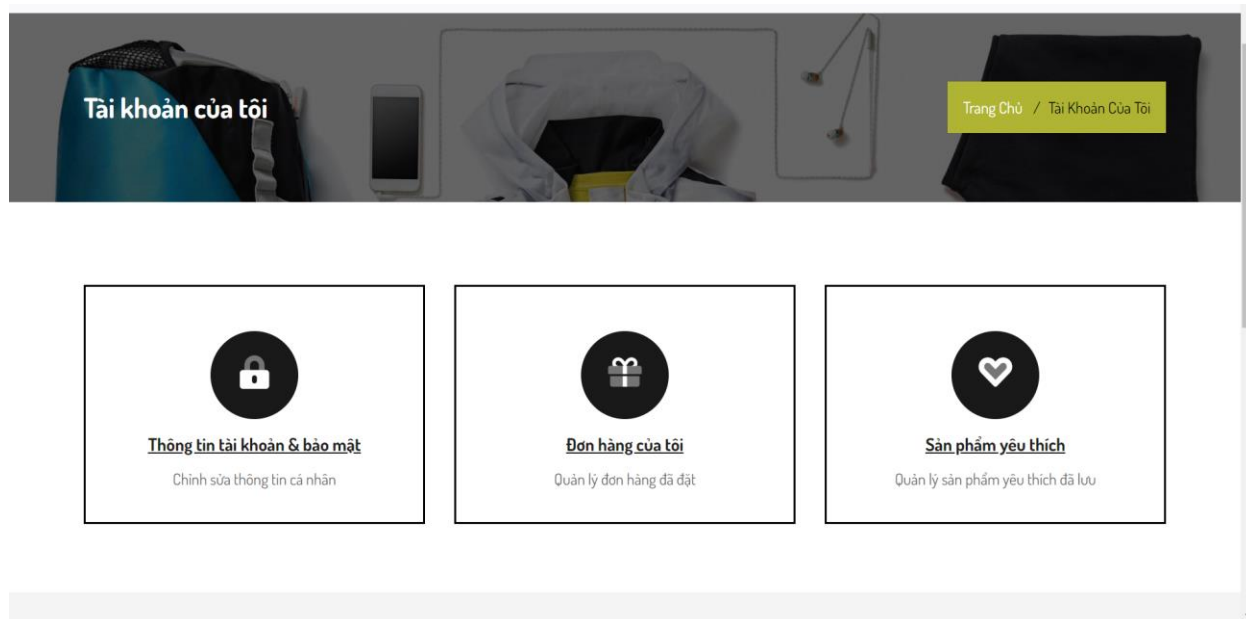 Tài khoản của tôi
Trang Chủ / Tài Khoản Của Tôi
Thông tin tài khoản & bảo mật
Chỉnh sửa thông tin cá nhân
Đơn hàng của tôi
Quản lý đơn hàng đã đặt
Sản phẩm yêu thích
Quản lý sản phẩm yêu thích đã lưu